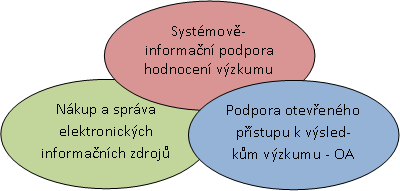 Systémově-
informační podpora
hodnocení výzkumu
Nákup a správa
elektronických
informačních zdrojů
Podpora otevřeného
přístupu k výsled-
kům výzkumu - OA